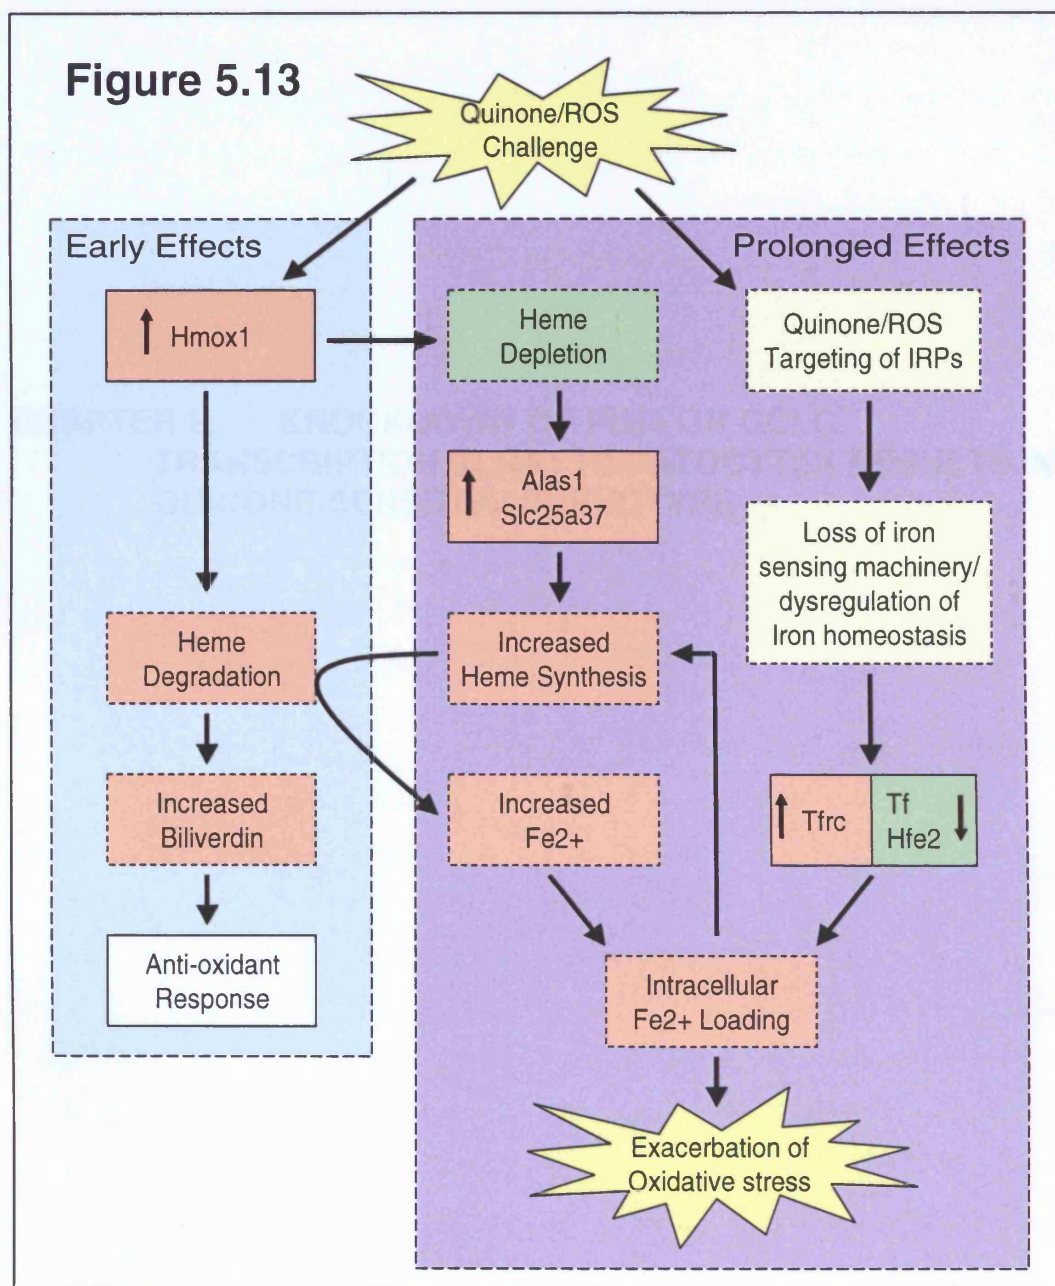 Figure 5.13
Quinone/ROS
Challenge
Early Effects
Prolonged Effects
Hmox1
Heme
Depletion
Quinone/ROS
Targeting of IRPs
Alas1
Slc25a37
Loss of iron
sensing machinery/
dysregulation of
Iron homeostasis
Heme
Degradation
Increased
Heme Synthesis
Increased
Biliverdin
Increased
Fe2+
Tfrc
Tf
Hfe2
Anti-oxidant
Response
Intracellular
Fe2+ Loading
Exacerbation of
Oxidative stress